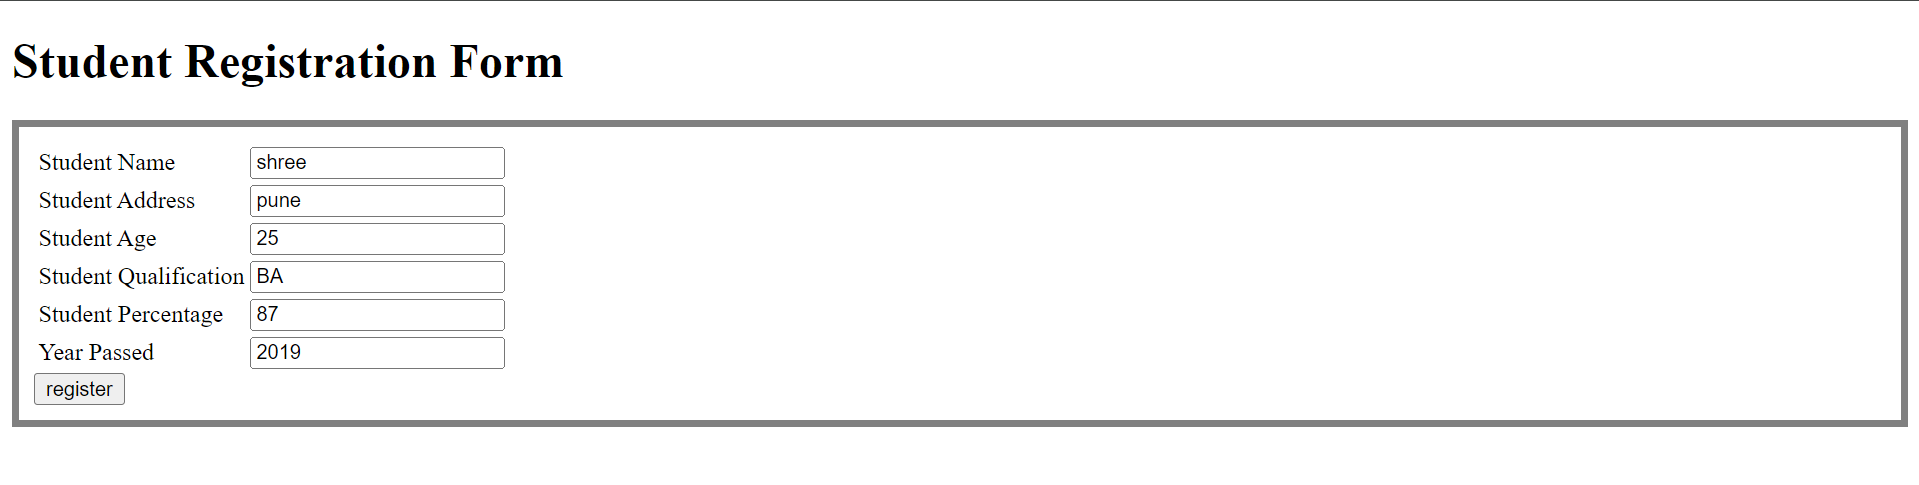 Student Registration Form
Student Name shree
Student Address pune
Student Age 25
Student Qualification BA
Student Percentage 87
Year Passed 2019
register